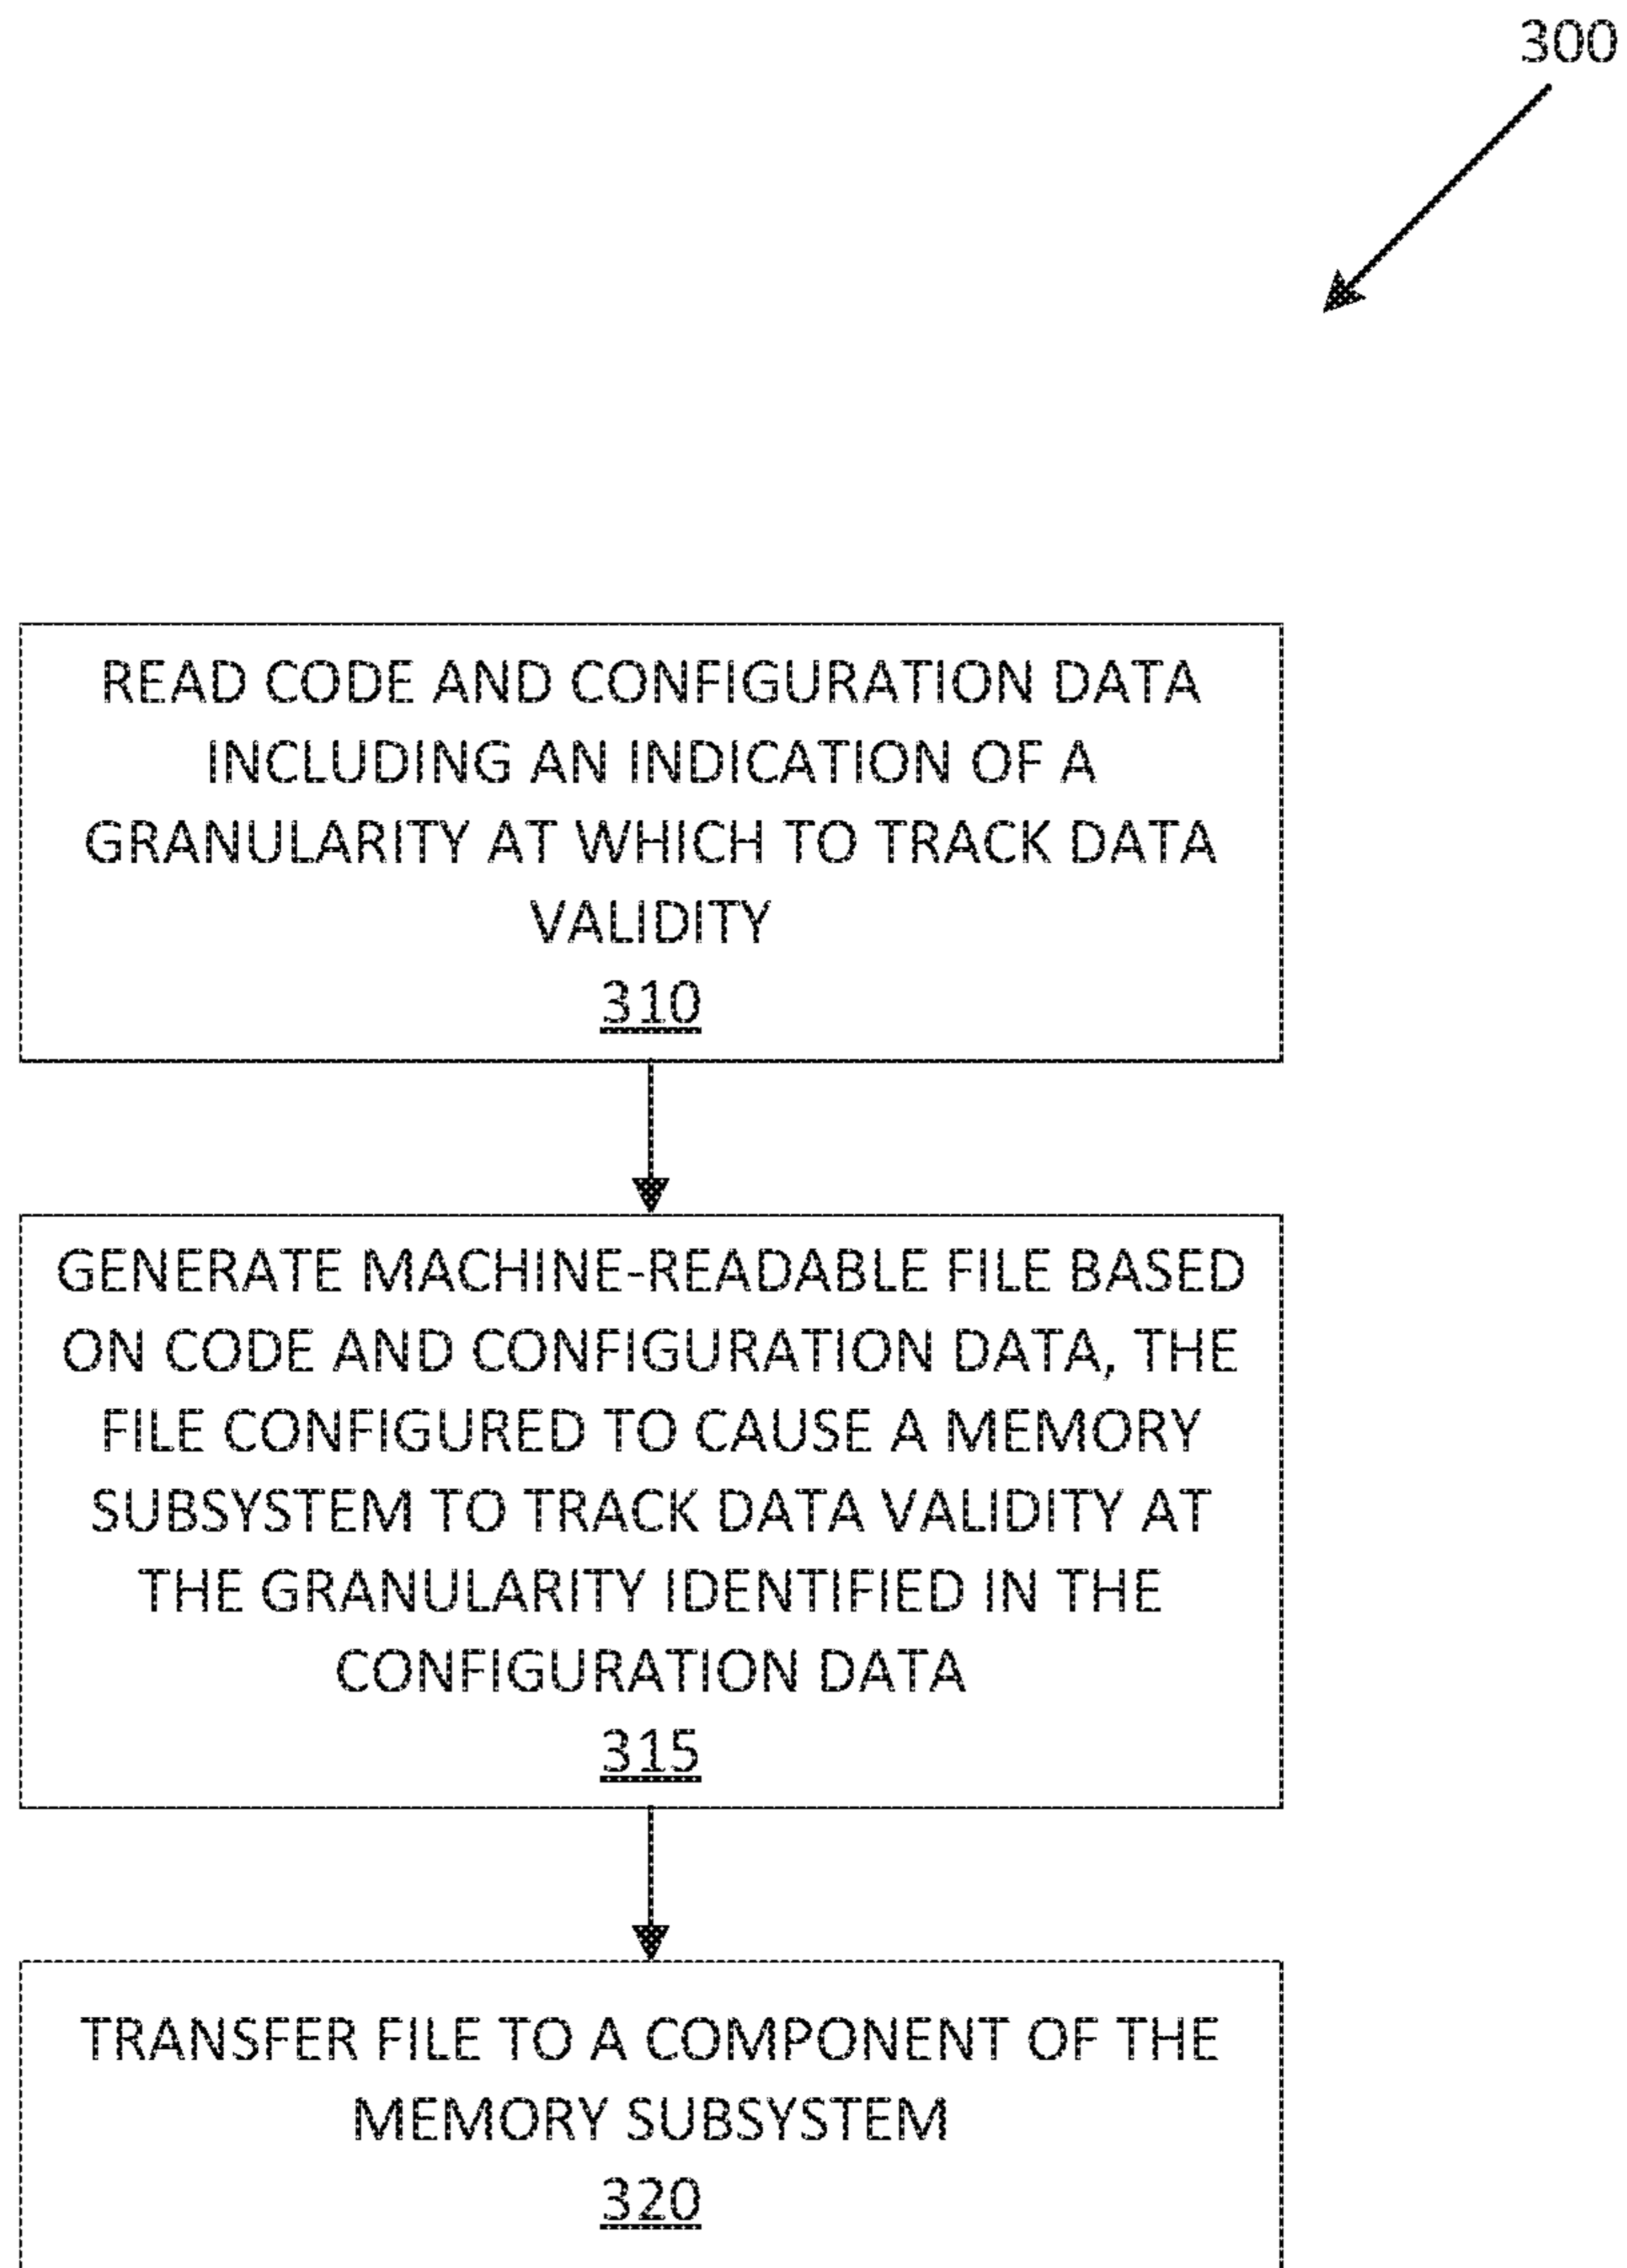 300
READ CODE AND CONFIGURATION DATA
INCLUDING AN INDICATION OF A
GRANULARITY AT WHICH TO TRACK DATA
VALIDITY
310
GENERATE MACHINE-READABLE FILE BASED
ON CODE AND CONFIGURATION DATA, THE
FILE CONFIGURED TO CAUSE A MEMORY
SUBSYSTEM TO TRACK DATA VALIDITY AT
THE GRANULARITY IDENTIFIED IN THE
CONFIGURATION DATA
315
TRANSFER FILE TO A COMPONENT OF THE
MEMORY SUBSYSTEM
320